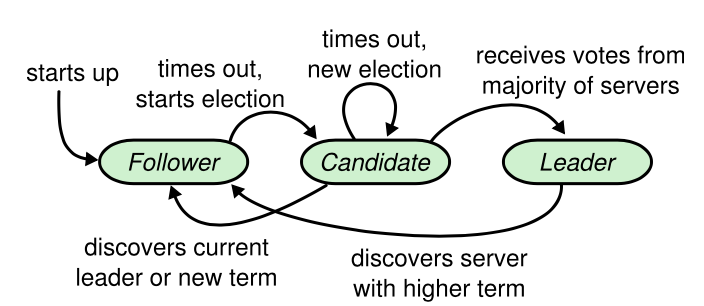 starts up
times out,
starts election
times out,
new election
receives votes from
majority of servers
Follower
Candidate
Leader
discovers current
leader or new term
discovers server
with higher term